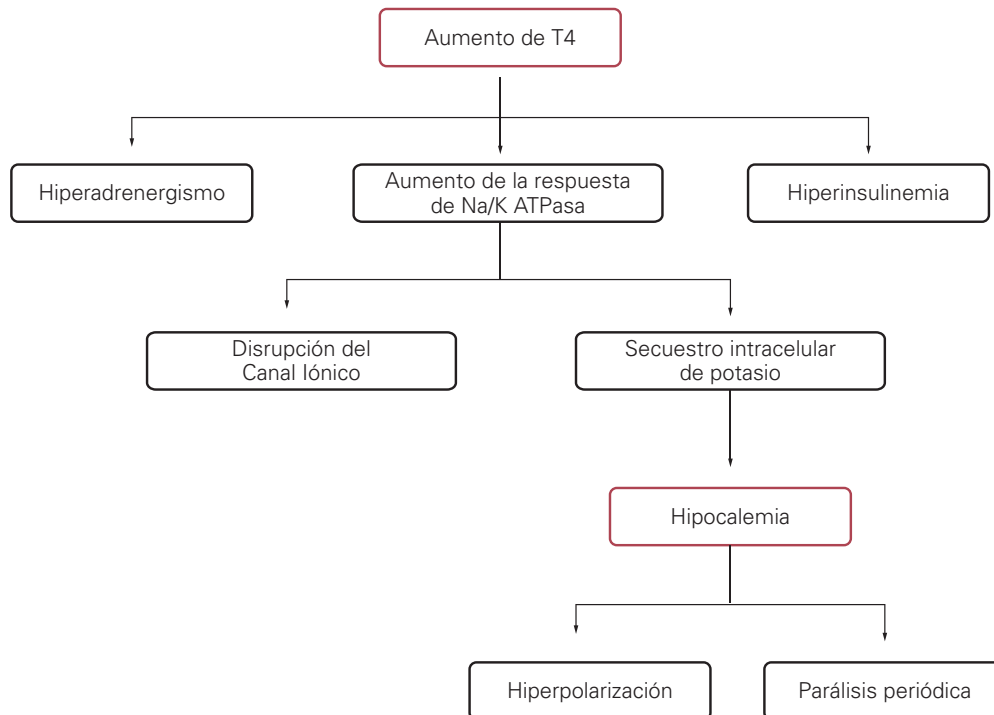 Aumento de T4
Hiperadrenergismo
Aumento de la respuesta
de Na/K ATPasa
Hiperinsulinemia
Disrupción del
Canal Iónico
Secuestro intracelular
de potasio
Hipocalemia
Hiperpolarización
Parálisis periódica